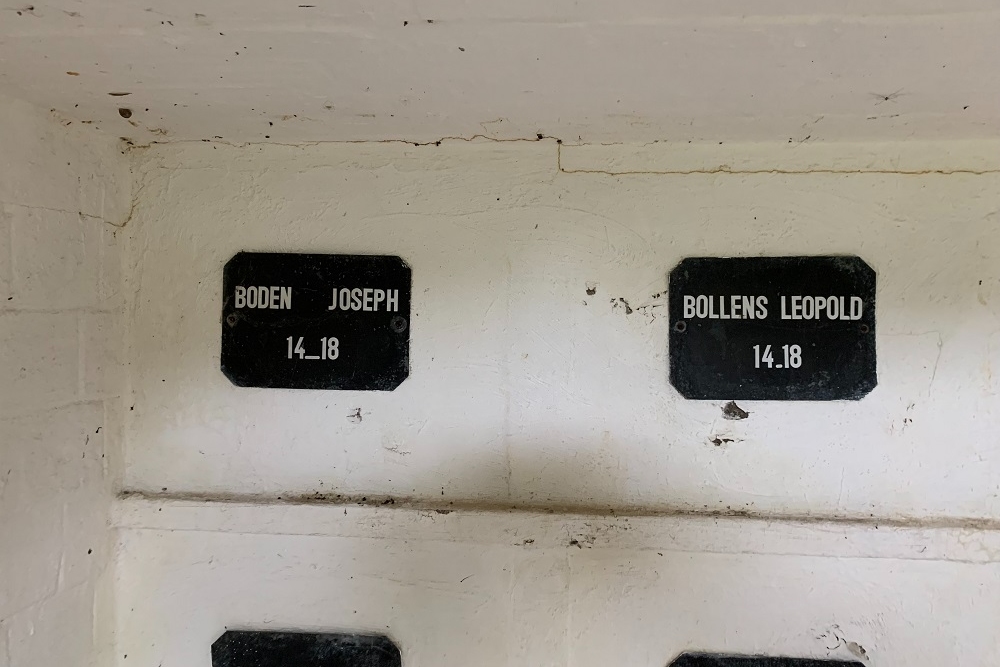 BODEN JOSEPH
14_18
BOLLENS LEOPOLD
14.18